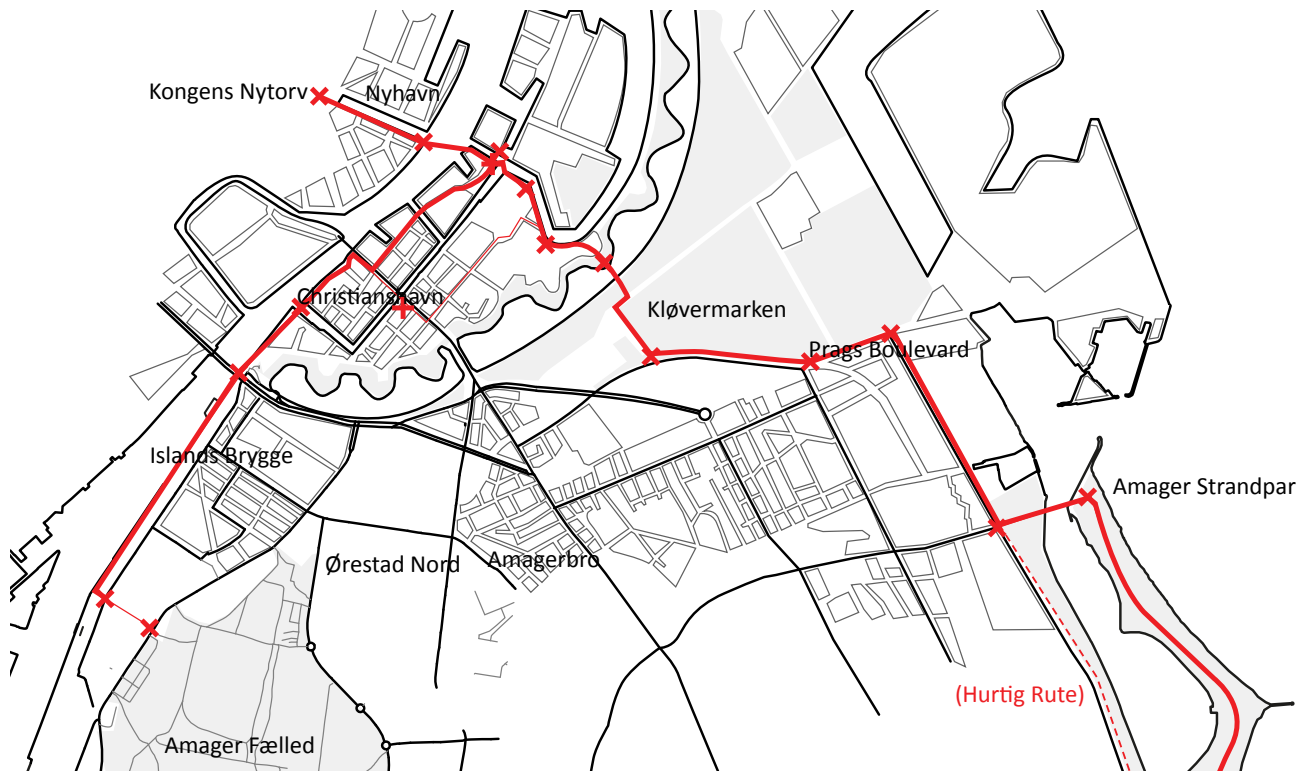 Kongens Nytorv
Nyhavn
Christianshavn
Kløvermarken
Prags Boulevard
Islands Brygge
Amager Strandpar
Ørestad Nord
Amagerbro
(Hurtig Rute)
Amager Fælled